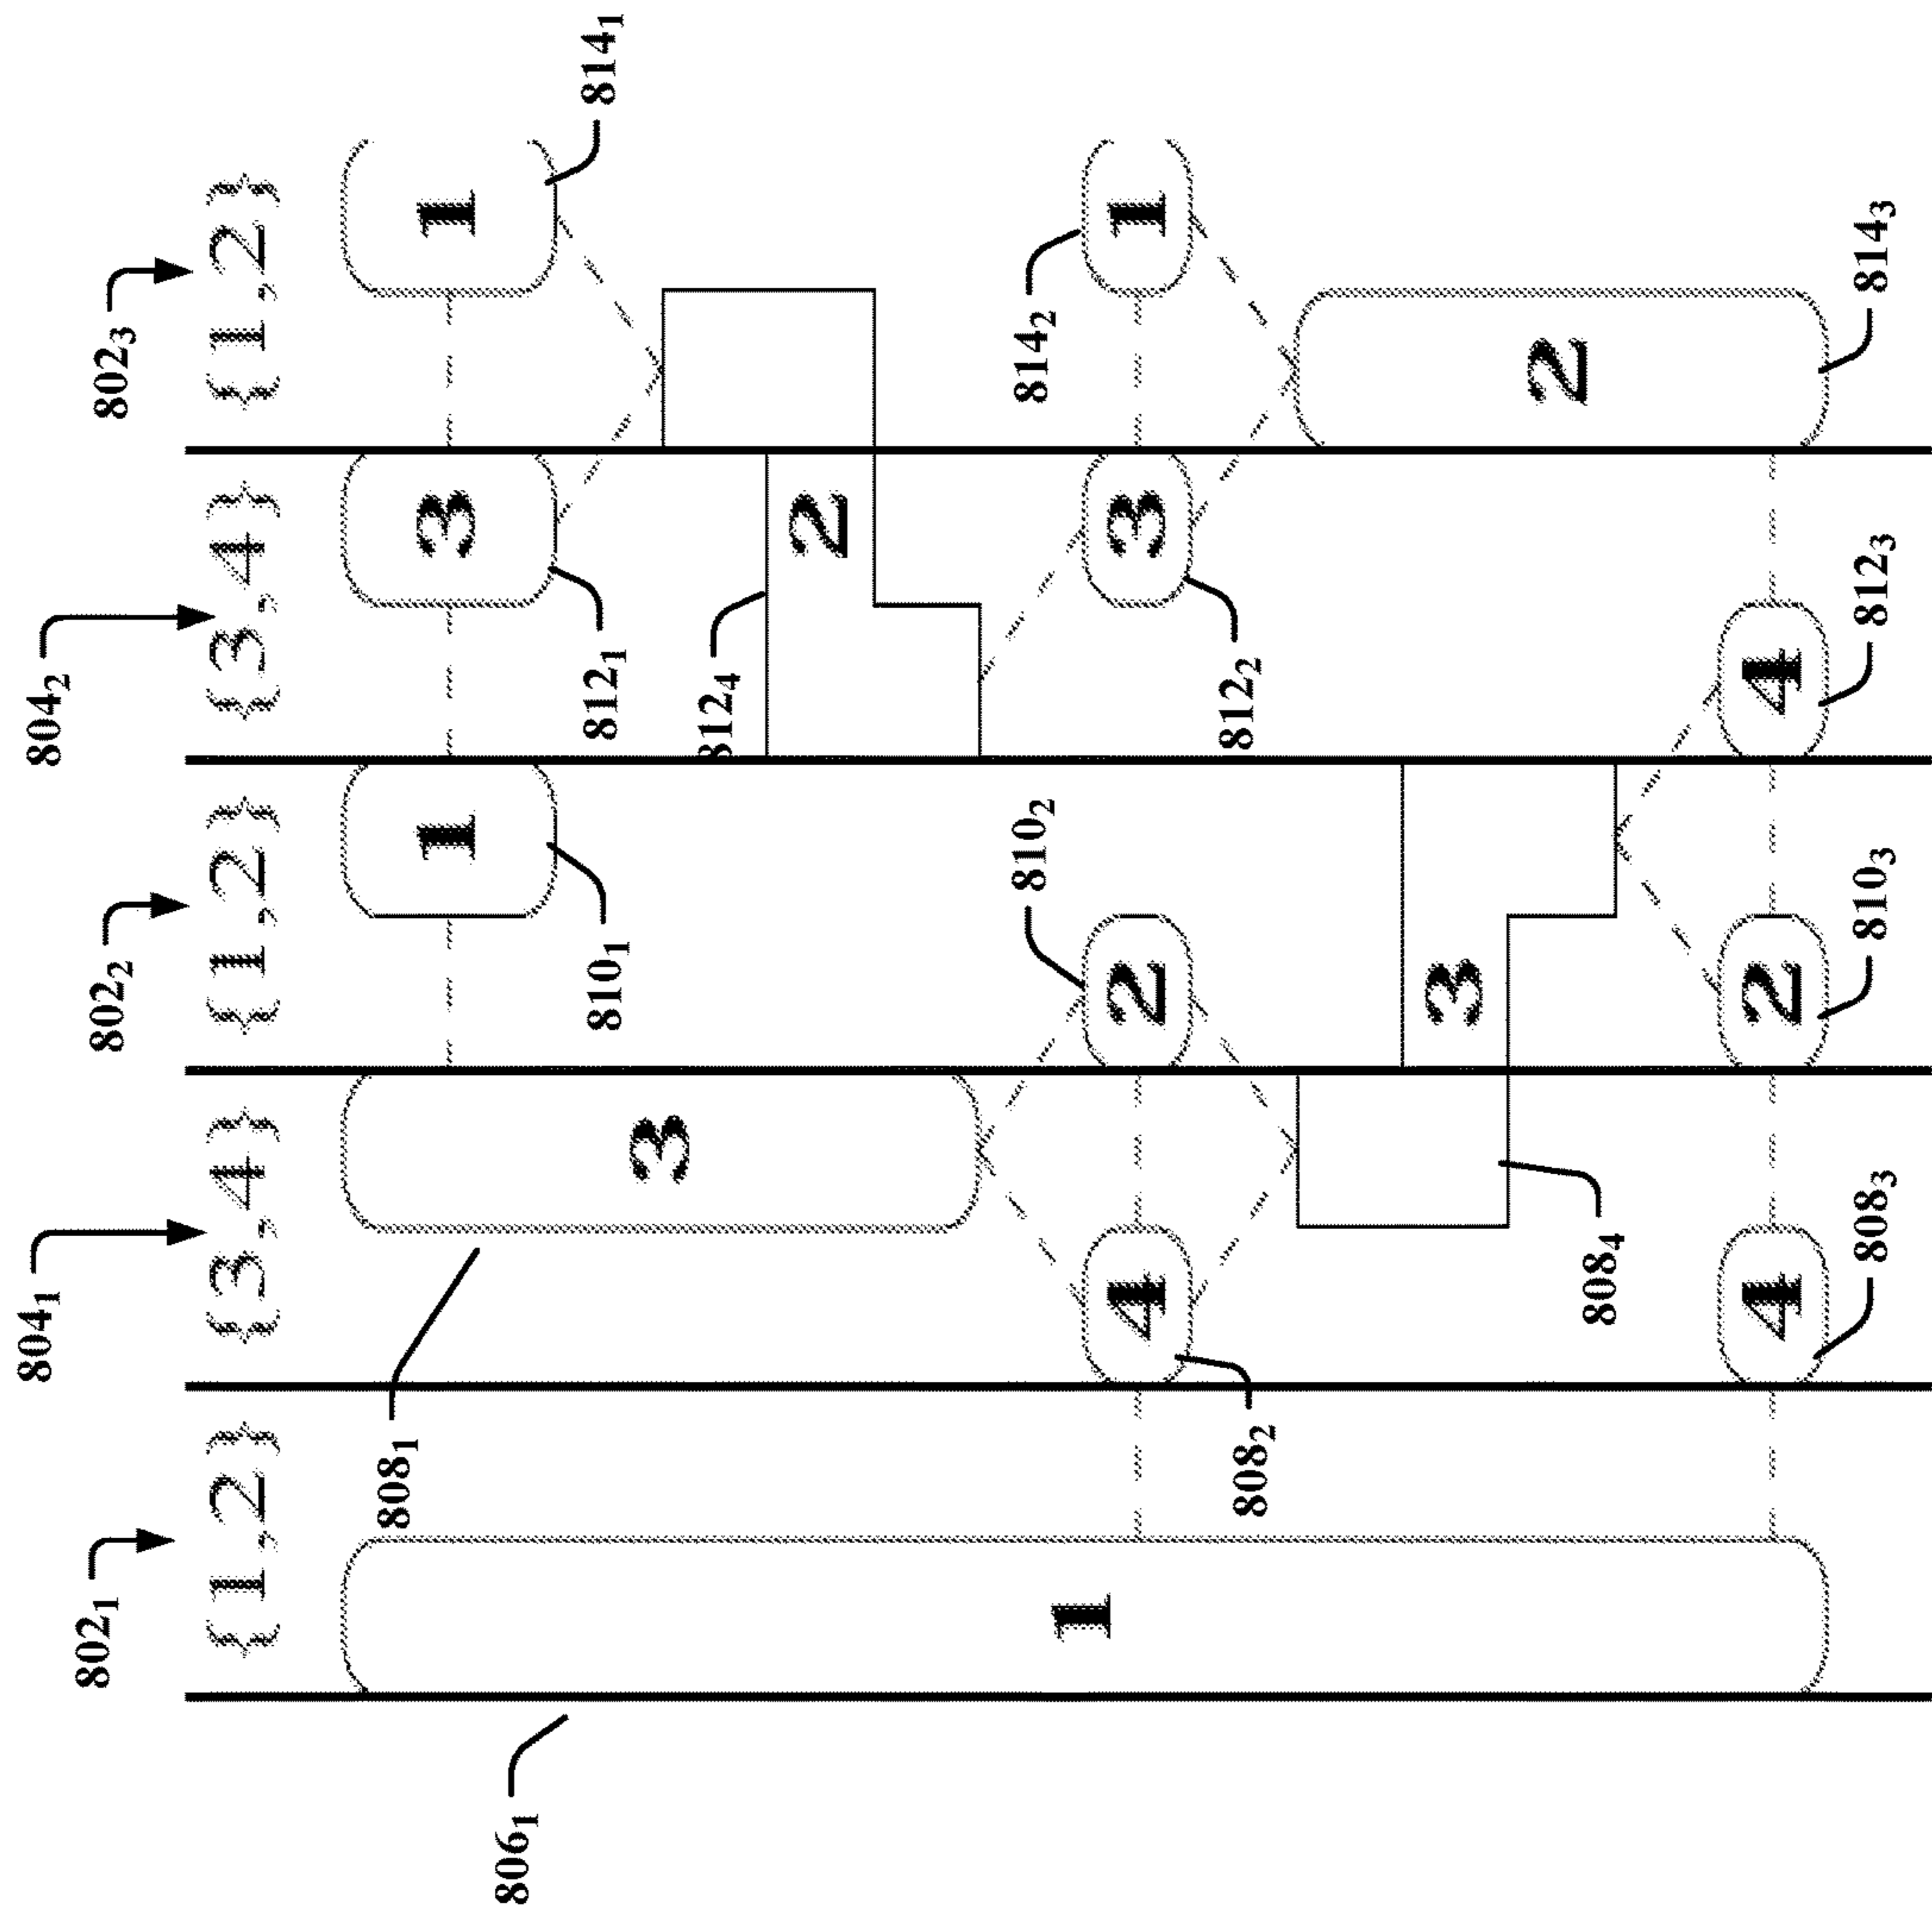 804₁ 804₂
802₁ 802₂ 802₃
{1,2} {3,4} {1,2} {3,4} {1,2}
808₁
1 3 1
806₁
810₁ 812₁ 814₁
3
812₄
2
810₂ 814₂
1
4 2 3 1
808₂ 812₂
3
2
808₄
4 2 4
808₃ 810₃ 812₃ 814₃